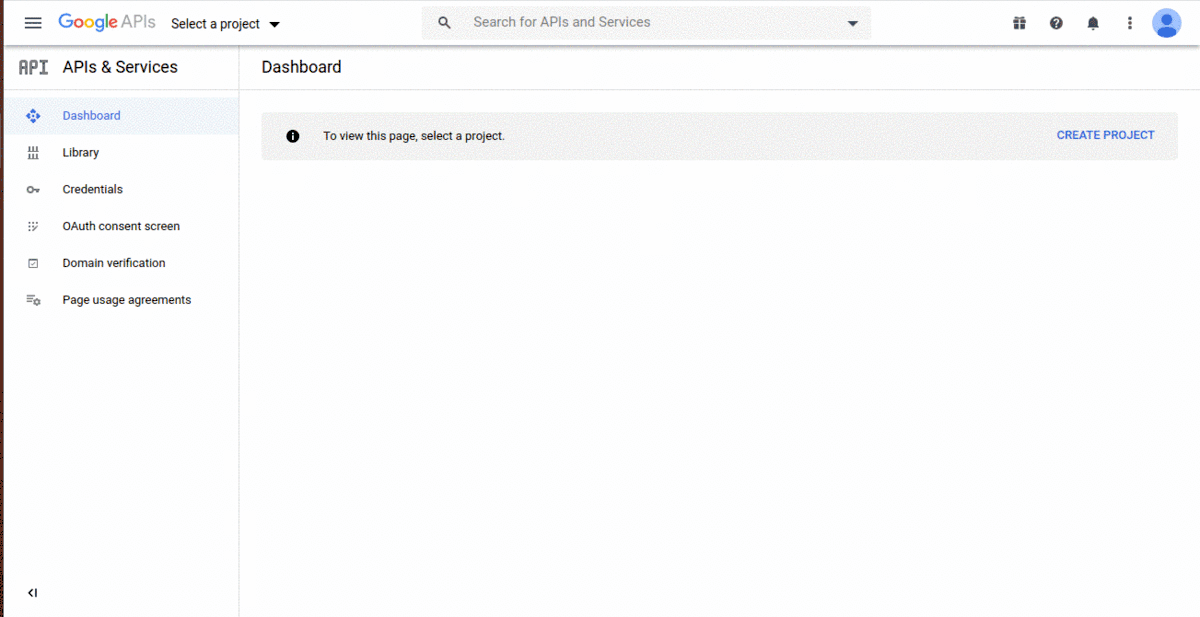 Google APIs Select a project Search for APIs and Services
API APIs & Services Dashboard
Dashboard
To view this page, select a project. CREATE PROJECT
Library
Credentials
OAuth consent screen
Domain verification
Page usage agreements